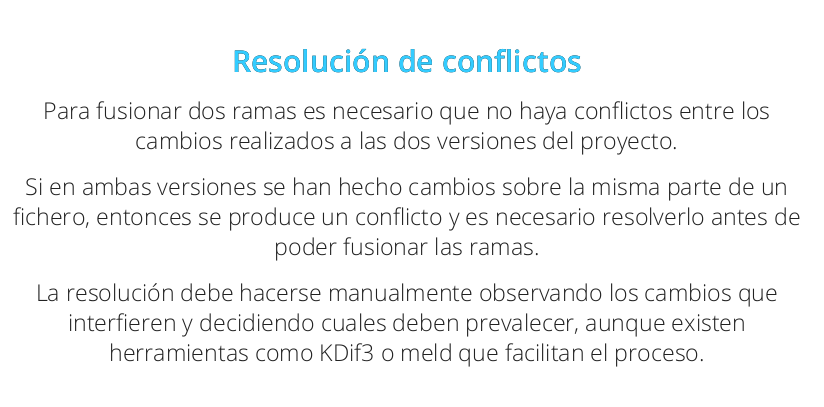 Resolución de conflictos
Para fusionar dos ramas es necesario que no haya conflictos entre los
cambios realizados a las dos versiones del proyecto.
Si en ambas versiones se han hecho cambios sobre la misma parte de un
fichero, entonces se produce un conflicto y es necesario resolverlo antes de
poder fusionar las ramas.
La resolución debe hacerse manualmente observando los cambios que
interfieren y decidiendo cuales deben prevalecer, aunque existen
herramientas como KDif3 o meld que facilitan el proceso.